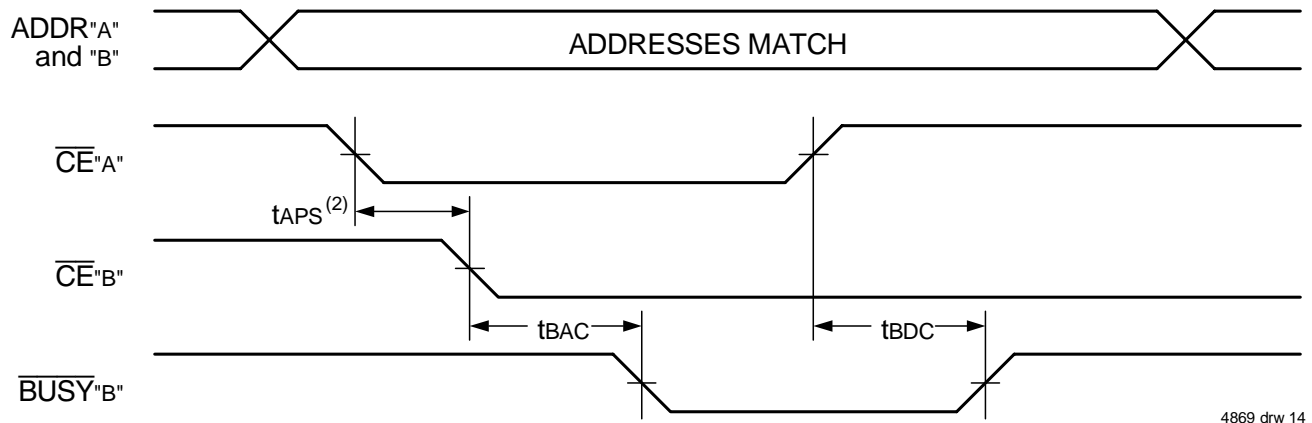 ADDR"A"
and "B"
ADDRESSES MATCH
CE"A"
tAPS(2)
CE"B"
tBAC
tBDC
BUSY"B"
4869 drw 14